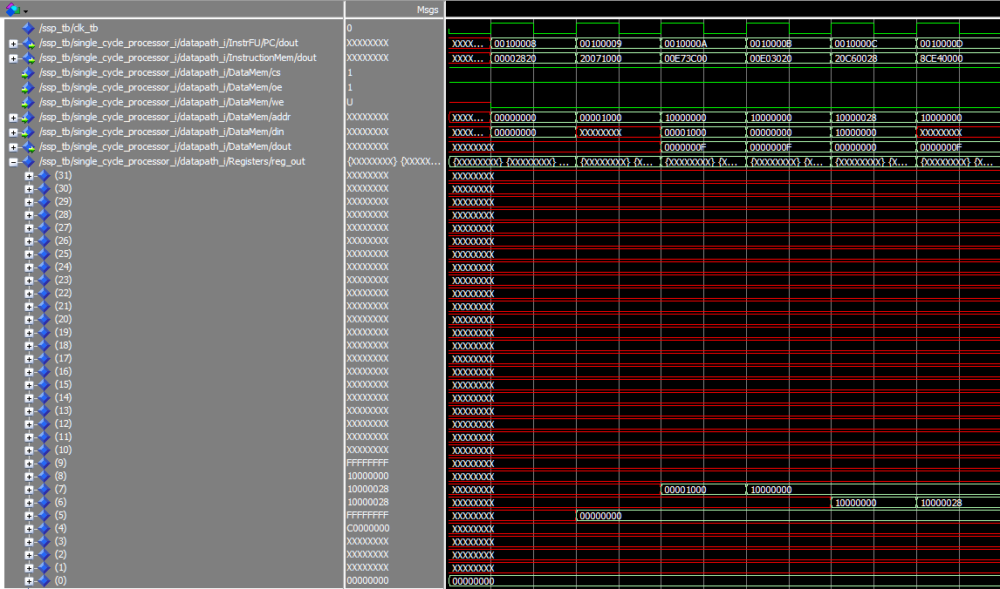 Msgs
/ssp_tb/clk_tb 0
/ssp_tb/single_cycle_processor_i/datapath_i/InstrFU/PC/dout XXXXXXXX XXXX... 00100008 00100009 0010000A 0010000B 0010000C 0010000D
/ssp_tb/single_cycle_processor_i/datapath_i/InstructionMem/dout XXXXXXXX XXXX... 00002820 20071000 00E73C00 00E03020 20C60028 8CE40000
/ssp_tb/single_cycle_processor_i/datapath_i/DataMem/cs 1
/ssp_tb/single_cycle_processor_i/datapath_i/DataMem/oe 1
/ssp_tb/single_cycle_processor_i/datapath_i/DataMem/we U
/ssp_tb/single_cycle_processor_i/datapath_i/DataMem/addr XXXXXXXX XXXX... 00000000 00001000 10000000 10000000 10000028 10000000
/ssp_tb/single_cycle_processor_i/datapath_i/DataMem/din XXXXXXXX XXXX... 00000000 XXXXXXXX 00001000 00000000 10000000 XXXXXXXX
/ssp_tb/single_cycle_processor_i/datapath_i/DataMem/dout XXXXXXXX XXXXXXXX 0000000F 0000000F 00000000 0000000F
/ssp_tb/single_cycle_processor_i/datapath_i/Registers/reg_out {XXXXXXXX} {XXXXX... {XXXXXXXX} {XXXXXXXX} ... {XXXXXXXX} {X... {XXXXXXXX} {X... {XXXXXXXX} {X... {XXXXXXXX} {X... {XXXXXXXX} {X...
(31) XXXXXXXX XXXXXXXX
(30) XXXXXXXX XXXXXXXX
(29) XXXXXXXX XXXXXXXX
(28) XXXXXXXX XXXXXXXX
(27) XXXXXXXX XXXXXXXX
(26) XXXXXXXX XXXXXXXX
(25) XXXXXXXX XXXXXXXX
(24) XXXXXXXX XXXXXXXX
(23) XXXXXXXX XXXXXXXX
(22) XXXXXXXX XXXXXXXX
(21) XXXXXXXX XXXXXXXX
(20) XXXXXXXX XXXXXXXX
(19) XXXXXXXX XXXXXXXX
(18) XXXXXXXX XXXXXXXX
(17) XXXXXXXX XXXXXXXX
(16) XXXXXXXX XXXXXXXX
(15) XXXXXXXX XXXXXXXX
(14) XXXXXXXX XXXXXXXX
(13) XXXXXXXX XXXXXXXX
(12) XXXXXXXX XXXXXXXX
(11) XXXXXXXX XXXXXXXX
(10) XXXXXXXX XXXXXXXX
(9) FFFFFFFF XXXXXXXX
(8) 10000000 XXXXXXXX
(7) 10000028 XXXXXXXX 00001000 10000000
(6) 10000028 XXXXXXXX 10000000 10000028
(5) FFFFFFFF XXXXXXXX 00000000
(4) C0000000 XXXXXXXX
(3) XXXXXXXX XXXXXXXX
(2) XXXXXXXX XXXXXXXX
(1) XXXXXXXX XXXXXXXX
(0) 00000000 00000000